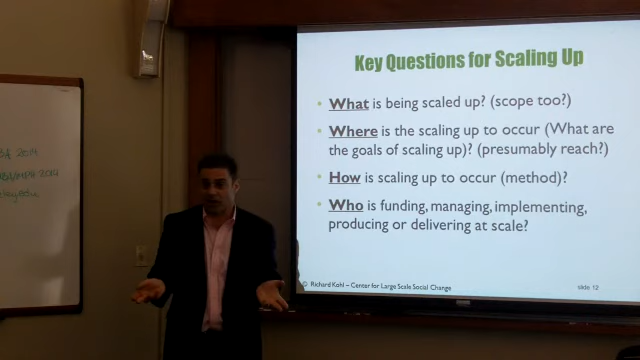 Key Questions for Scaling Up
• What is being scaled up? (scope too?)
• Where is the scaling up to occur (What are
the goals of scaling up)? (presumably reach?)
• How is scaling up to occur (method)?
• Who is funding, managing, implementing,
producing or delivering at scale?
© Richard Kohl – Center for Large Scale Social Change
slide 12
2014
2014